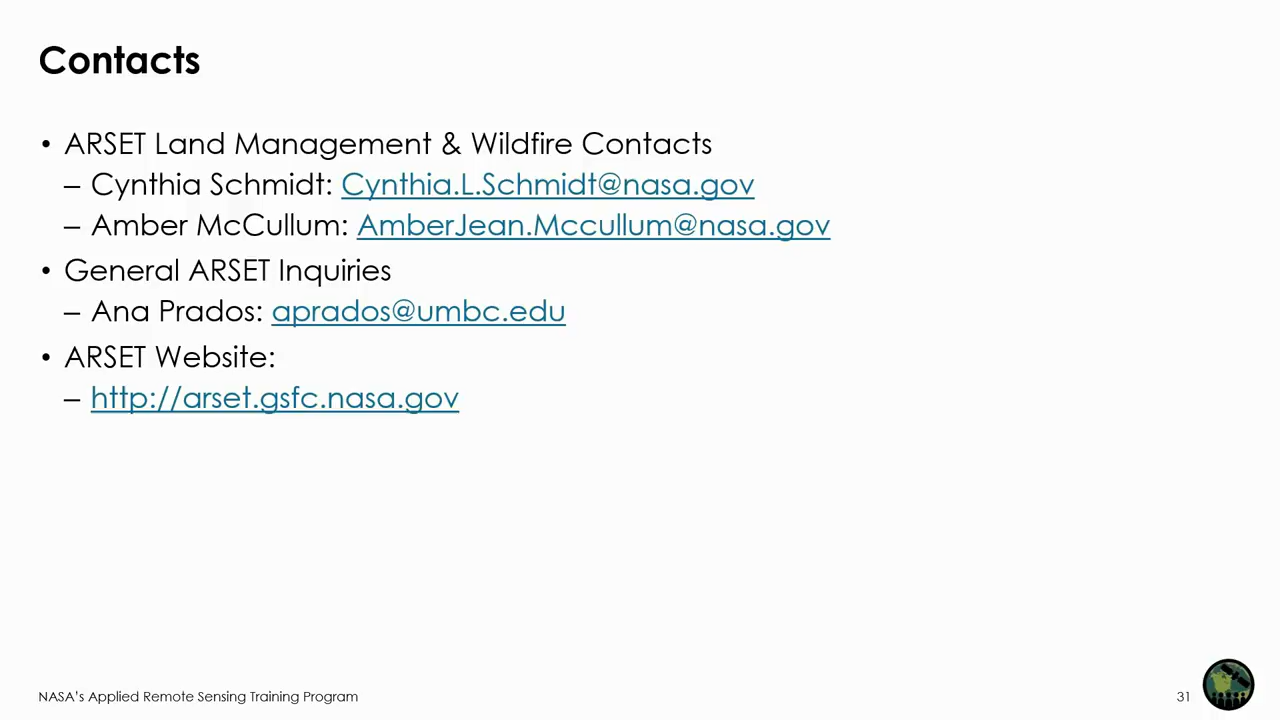 Contacts
• ARSET Land Management & Wildfire Contacts
– Cynthia Schmidt: Cynthia.L.Schmidt@nasa.gov
– Amber McCullum: AmberJean.Mccullum@nasa.gov
• General ARSET Inquiries
– Ana Prados: aprados@umbc.edu
• ARSET Website:
– http://arset.gsfc.nasa.gov
NASA's Applied Remote Sensing Training Program
31